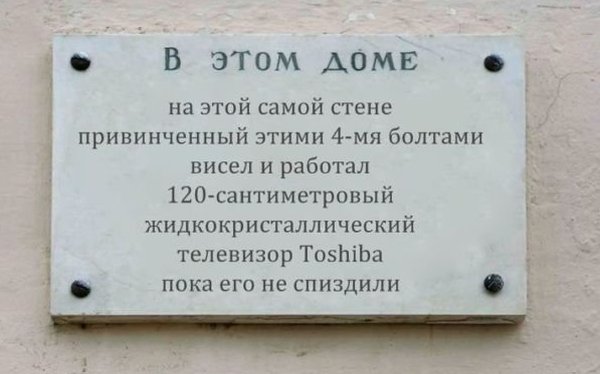 В ЭТОМ ДОМЕ
на этой самой стене
привинченный этими 4-мя болтами
висел и работал
120-сантиметровый
жидкокристаллический
телевизор Toshiba
пока его не спиздили